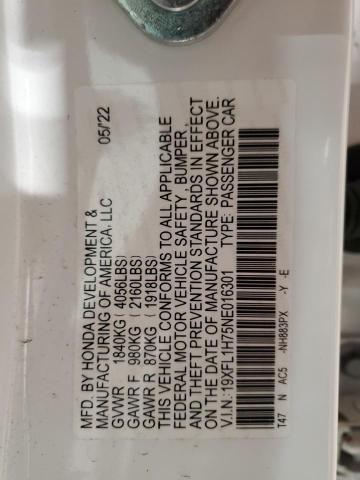 MFD. BY HONDA DEVELOPMENT & 05/'22
MANUFACTURING OF AMERICA, LLC
GVWR 1840KG ( 4056LBS)
GAWR F 980KG ( 2160LBS)
GAWR R 870KG ( 1918LBS)
THIS VEHICLE CONFORMS TO ALL APPLICABLE
FEDERAL MOTOR VEHICLE SAFETY , BUMPER ,
AND THEFT PREVENTION STANDARDS IN EFFECT
ON THE DATE OF MANUFACTURE SHOWN ABOVE.
V.I.N.: 19XFL1H75NE016301 TYPE: PASSENGER CAR
T47 N AC5 -NH883PX -Y -E